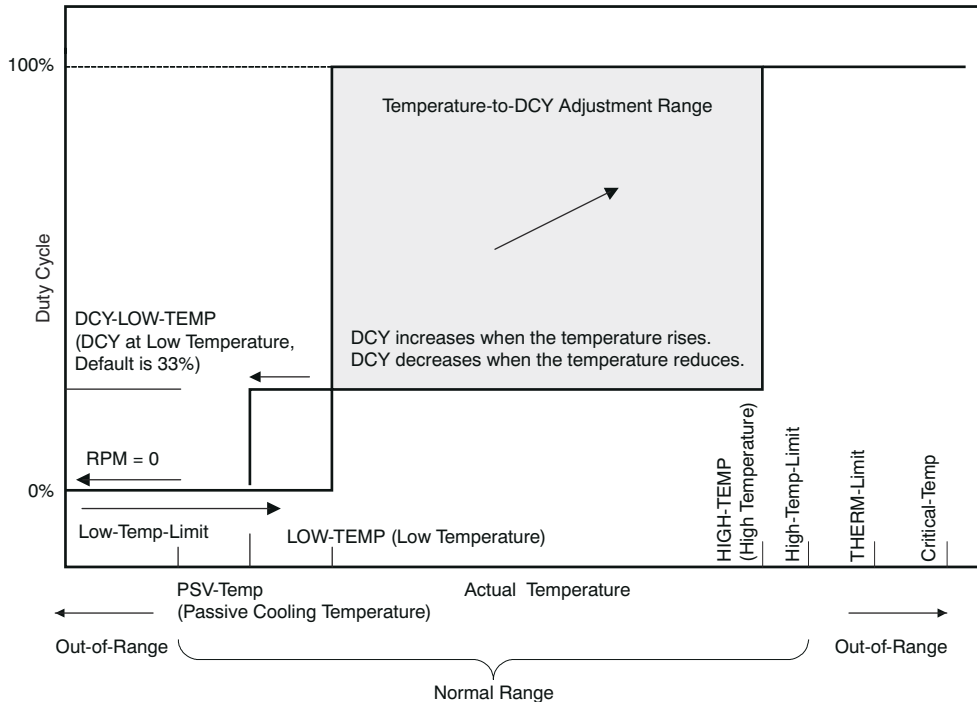 100%
Temperature-to-DCY Adjustment Range
Duty Cycle
DCY-LOW-TEMP
(DCY at Low Temperature,
Default is 33%)
DCY increases when the temperature rises.
DCY decreases when the temperature reduces.
RPM = 0
0%
Low-Temp-Limit
LOW-TEMP (Low Temperature)
HIGH-TEMP
(High Temperature)
High-Temp-Limit
THERM-Limit
Critical-Temp
PSV-Temp
(Passive Cooling Temperature)
Actual Temperature
Out-of-Range
Out-of-Range
Normal Range